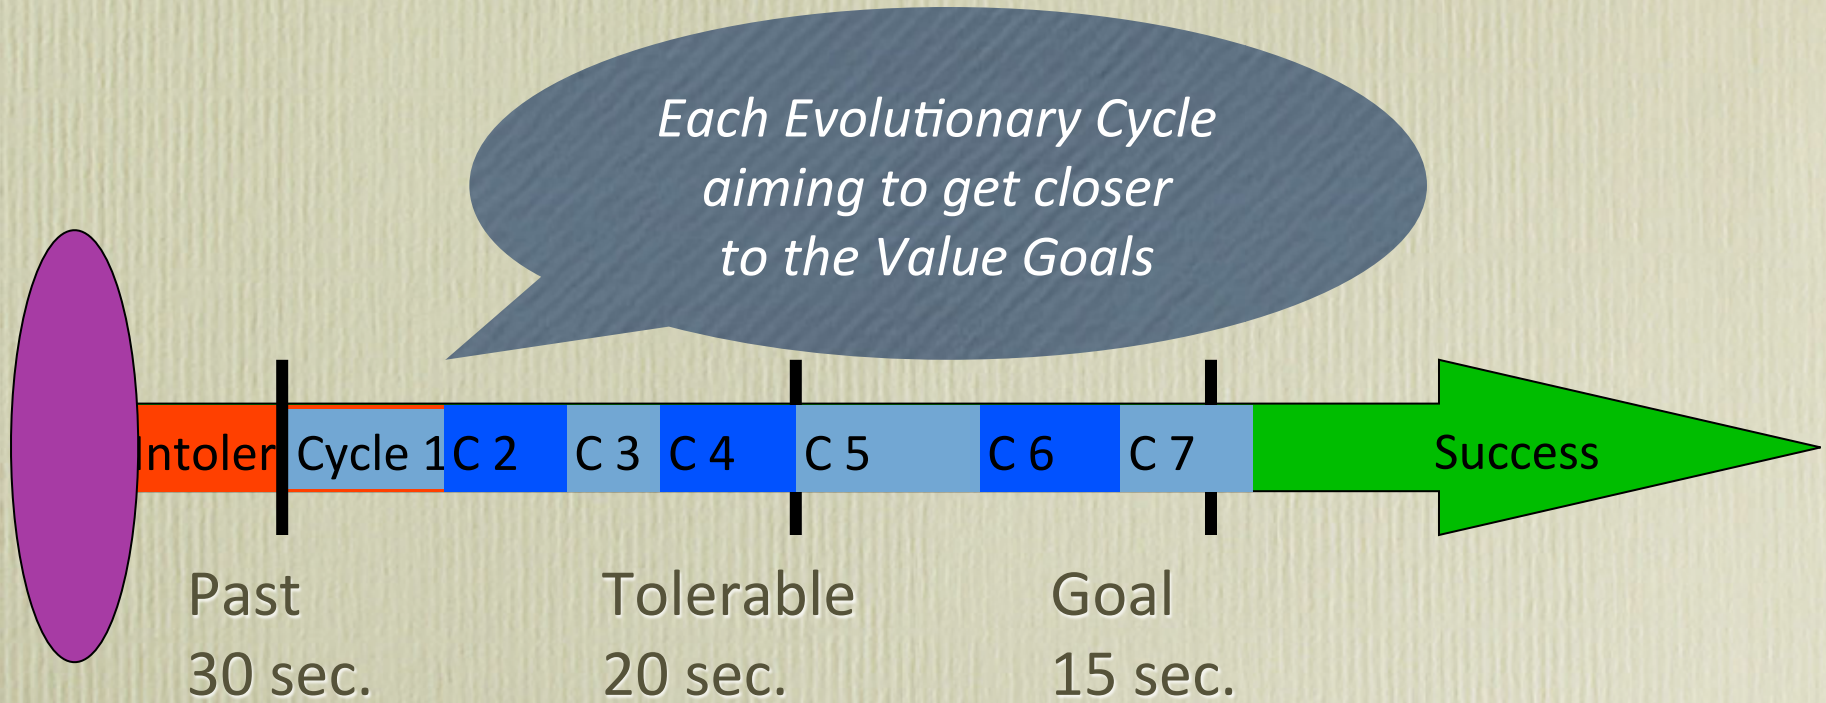 Each Evolutionary Cycle
aiming to get closer
to the Value Goals
Intoler
Cycle 1
C 2
C 3
C 4
C 5
C 6
C 7
Success
Past
30 sec.
Tolerable
20 sec.
Goal
15 sec.